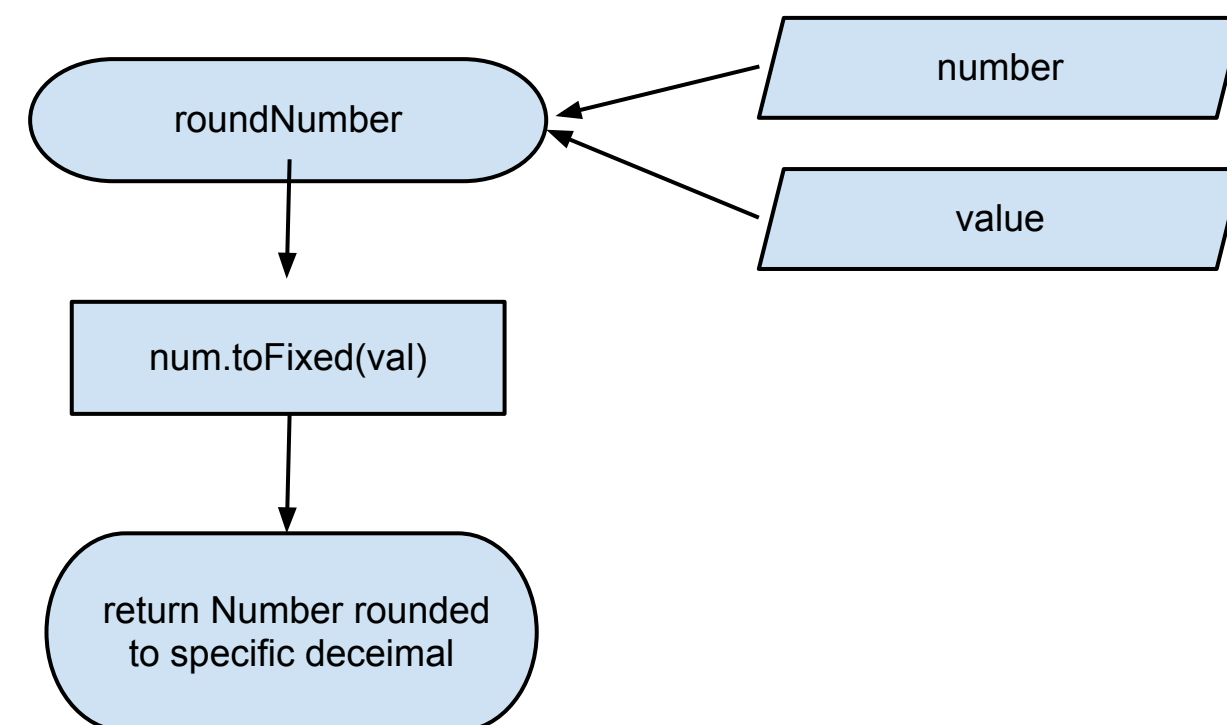 roundNumber
number
value
num.toFixed(val)
return Number rounded
to specific deceimal